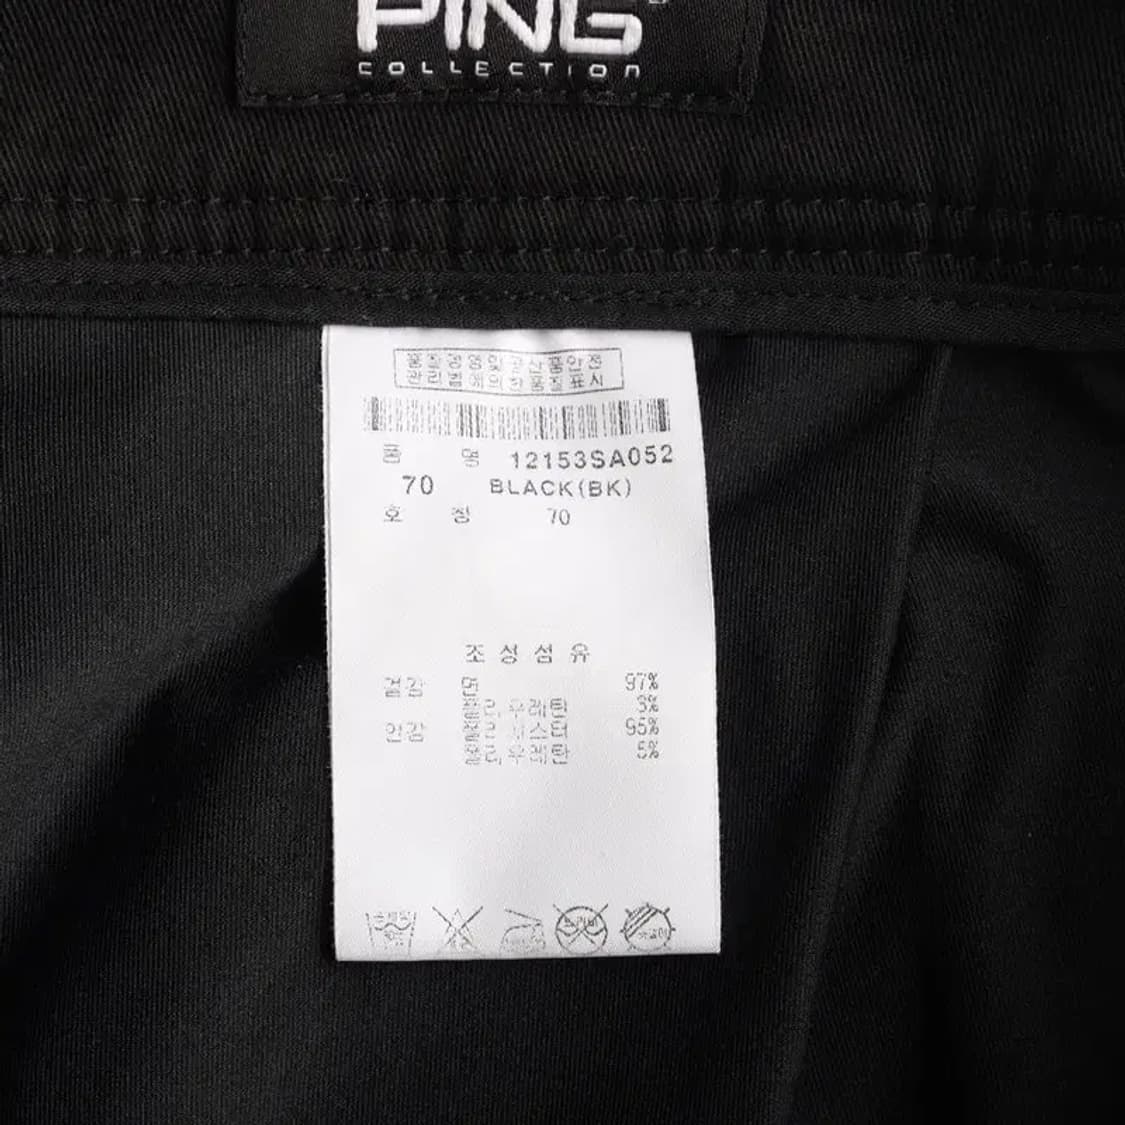 PING
COLLECTION
품질경영및공산품안전
관리법에의한품질표시
품 명 12153SA052
70 BLACK(BK)
호 칭 70
조성섬유
겉감 면 97%
폴리우레탄 3%
안감 폴리에스터 95%
폴리우레탄 5%